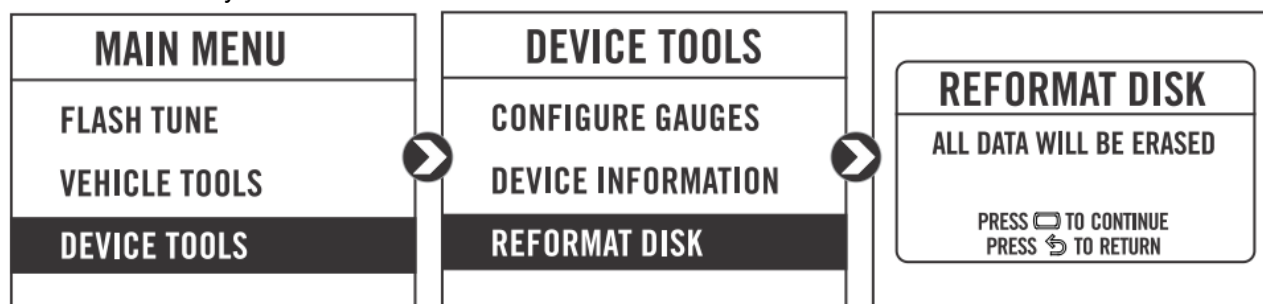 MAIN MENU
FLASH TUNE
VEHICLE TOOLS
DEVICE TOOLS
DEVICE TOOLS
CONFIGURE GAUGES
DEVICE INFORMATION
REFORMAT DISK
REFORMAT DISK
ALL DATA WILL BE ERASED
PRESS TO CONTINUE
PRESS TO RETURN